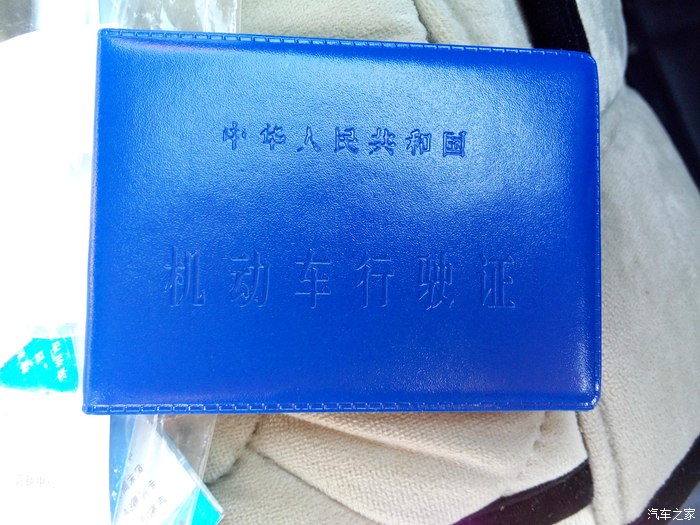 中华人民共和国
机动车行驶证
汽车之家